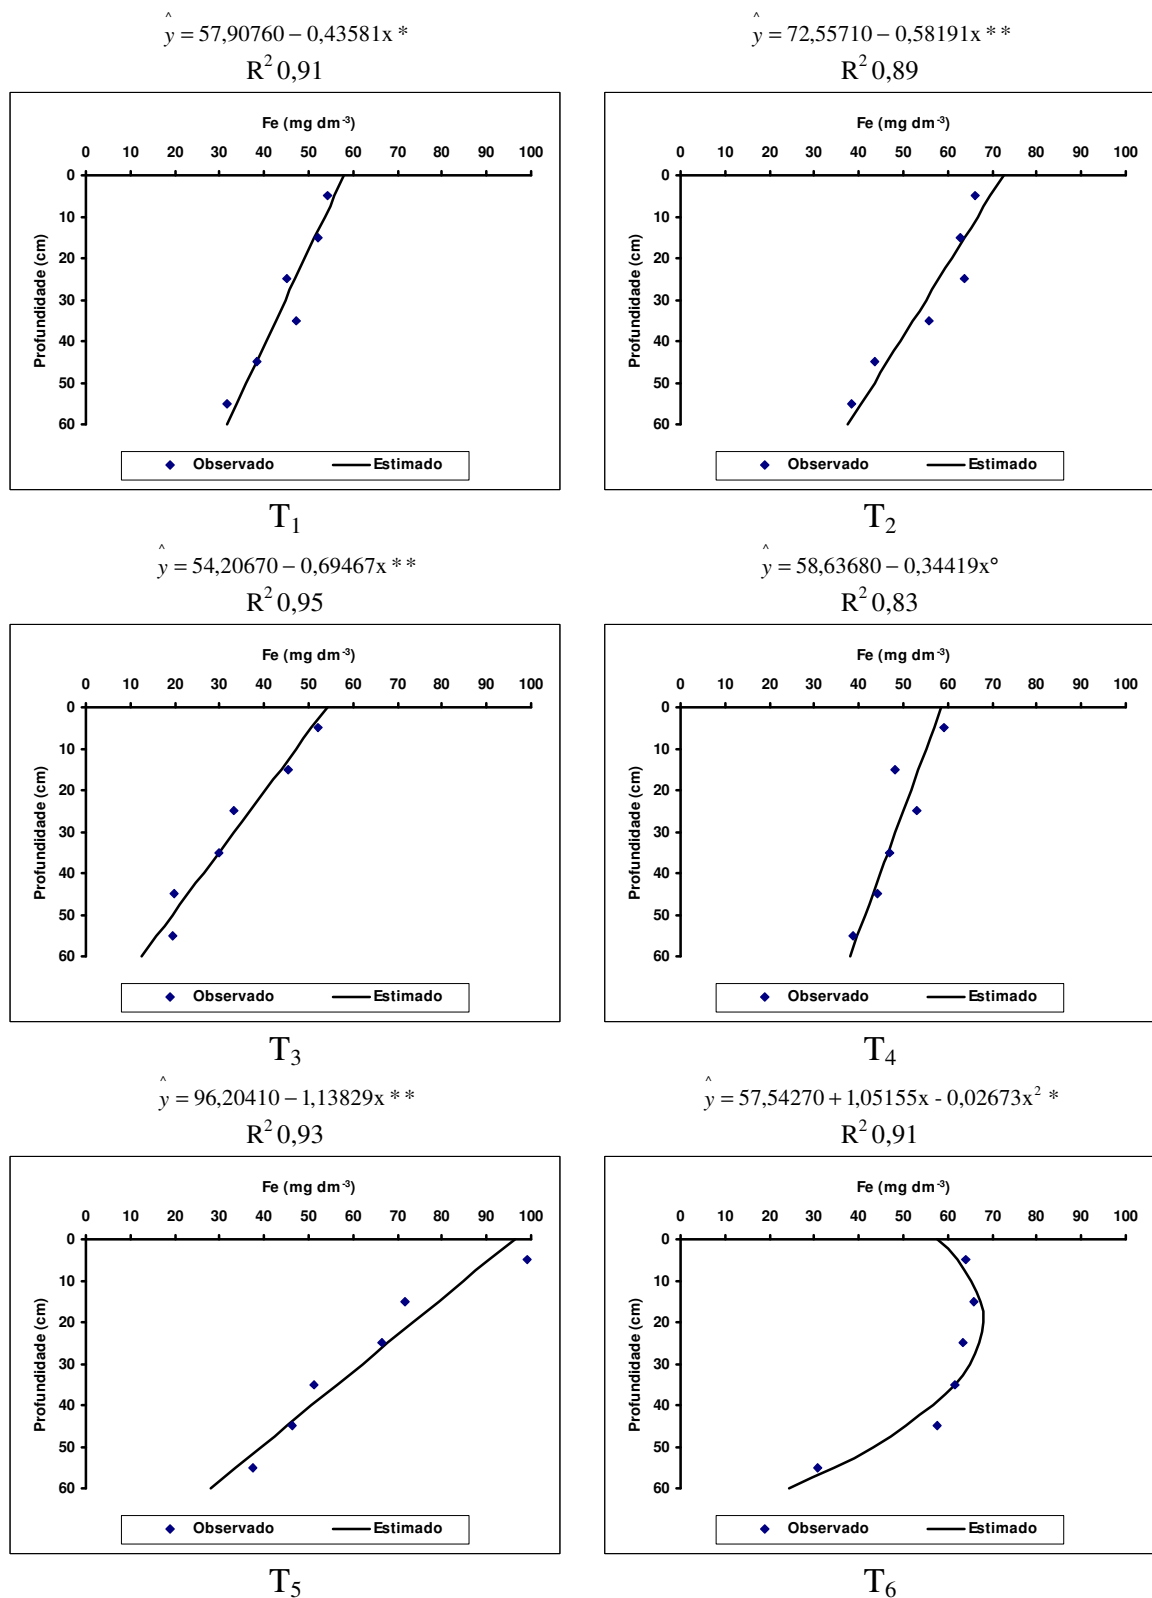 ŷ = 57,90760 − 0,43581x *
R² 0,91
Fe (mg dm⁻³)
0 10 20 30 40 50 60 70 80 90 100
Profundidade (cm)
0
10
20
30
40
50
60
Observado Estimado
T₁
ŷ = 72,55710 − 0,58191x **
R² 0,89
Fe (mg dm⁻³)
0 10 20 30 40 50 60 70 80 90 100
Profundidade (cm)
0
10
20
30
40
50
60
Observado Estimado
T₂
ŷ = 54,20670 − 0,69467x **
R² 0,95
Fe (mg dm⁻³)
0 10 20 30 40 50 60 70 80 90 100
Profundidade (cm)
0
10
20
30
40
50
60
Observado Estimado
T₃
ŷ = 58,63680 − 0,34419x°
R² 0,83
Fe (mg dm⁻³)
0 10 20 30 40 50 60 70 80 90 100
Profundidade (cm)
0
10
20
30
40
50
60
Observado Estimado
T₄
ŷ = 96,20410 − 1,13829x **
R² 0,93
Fe (mg dm⁻³)
0 10 20 30 40 50 60 70 80 90 100
Profundidade (cm)
0
10
20
30
40
50
60
Observado Estimado
T₅
ŷ = 57,54270 + 1,05155x - 0,02673x² *
R² 0,91
Fe (mg dm⁻³)
0 10 20 30 40 50 60 70 80 90 100
Profundidade (cm)
0
10
20
30
40
50
60
Observado Estimado
T₆